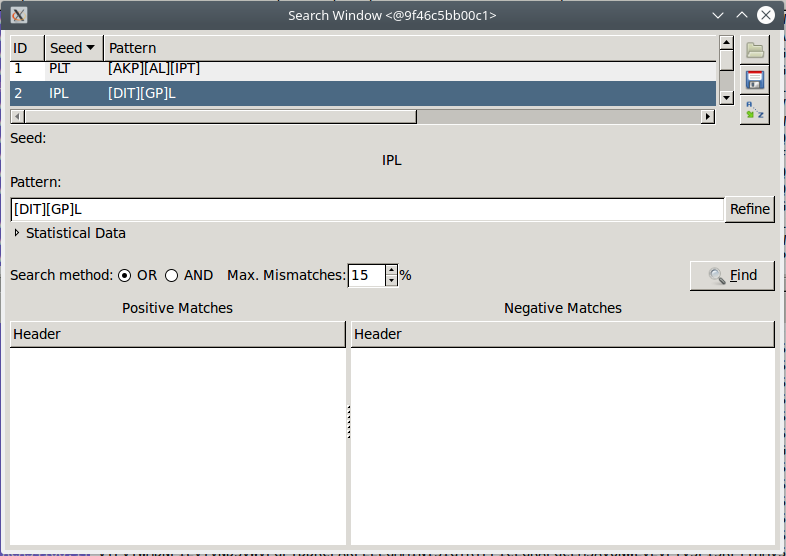 Search Window <@9f46c5bb00c1>
ID Seed Pattern
1 PLT [AKP][AL][IPT]
2 IPL [DIT][GP]L
Seed:
IPL
Pattern:
[DIT][GP]L Refine
Statistical Data
Search method: OR AND Max. Mismatches: 15 % Find
Positive Matches Negative Matches
Header Header